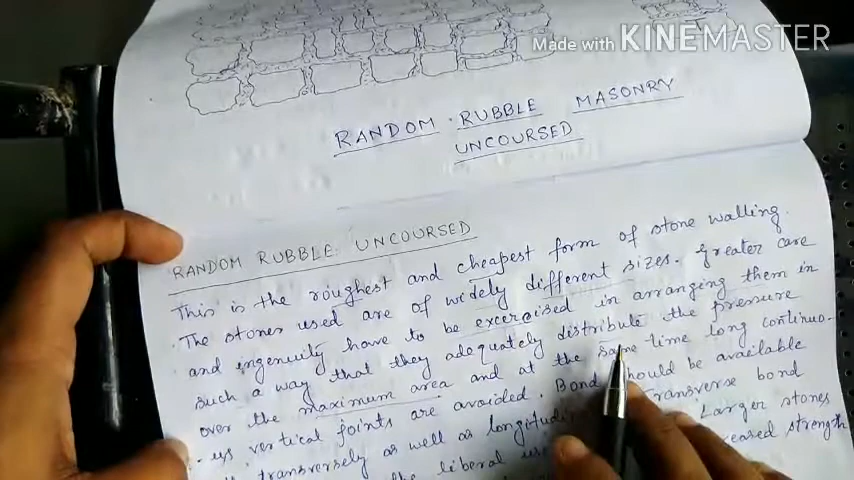 Made with KINEMASTER
RANDOM RUBBLE MASONRY
UNCOURSED
RANDOM RUBBLE: UNCOURSED
This is the roughest and cheapest form of stone walling.
The stones used are of widely different sizes. Greater care
and ingenuity have to be excercised in arranging them in
such a way that they adequately distribute the pressure
over the maximum area and at the same time long continuo-
-us vertical joints are avoided. Bond should be available
transversely as well as longitudi Transverse bond
the liberal use Larger stones
strength